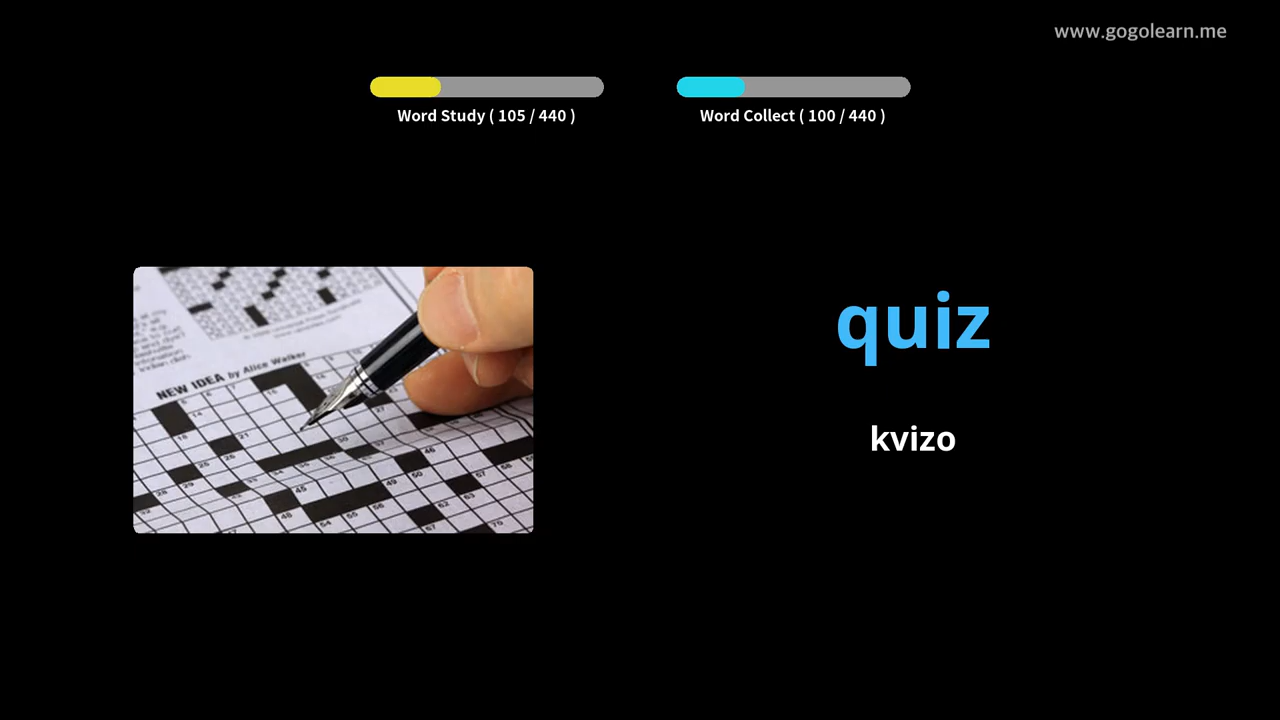 www.gogolearn.me
Word Study ( 105 / 440 )
Word Collect ( 100 / 440 )
NEW IDEA by Alice Walker
quiz
kvizo